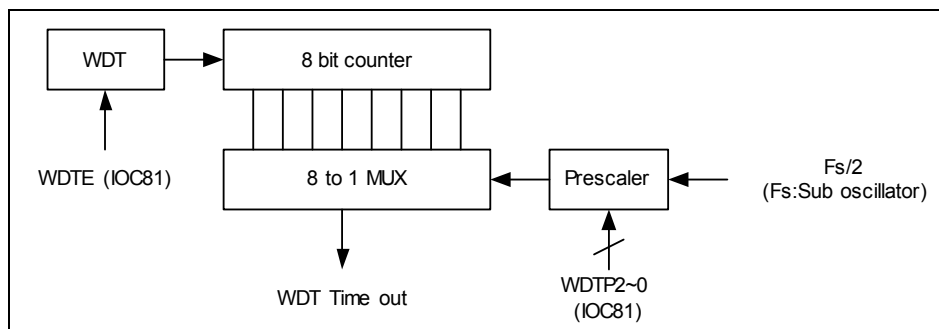 WDT
8 bit counter
WDTE (IOC81)
8 to 1 MUX
Prescaler
Fs/2
(Fs:Sub oscillator)
WDT Time out
WDTP2~0
(IOC81)